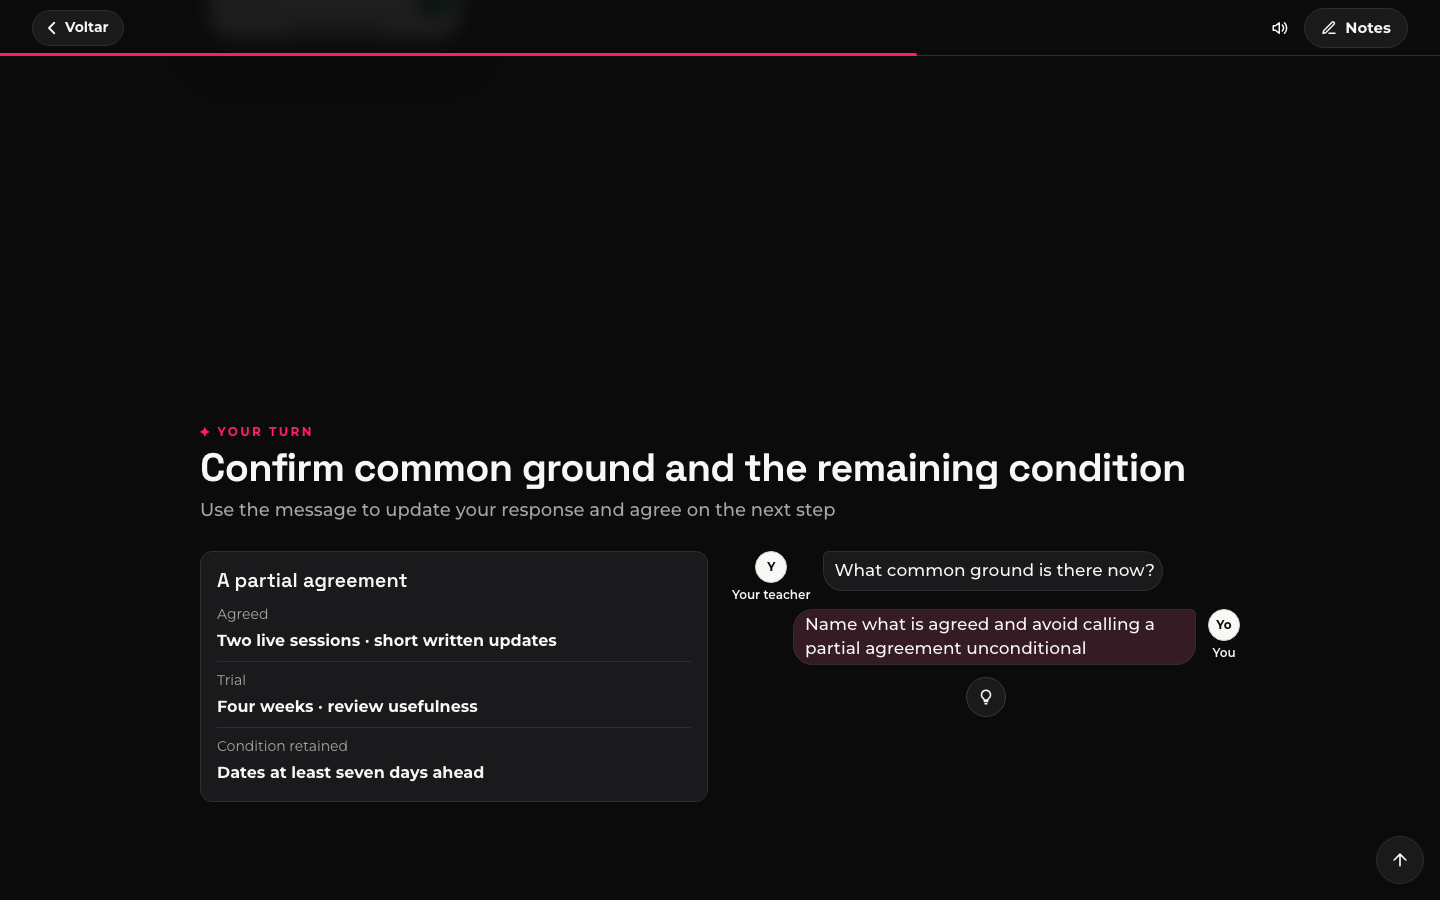 Voltar
Notes
YOUR TURN
Confirm common ground and the remaining condition
Use the message to update your response and agree on the next step
A partial agreement
Agreed
Two live sessions · short written updates
Trial
Four weeks · review usefulness
Condition retained
Dates at least seven days ahead
Y
Your teacher
What common ground is there now?
Name what is agreed and avoid calling a
partial agreement unconditional
Yo
You